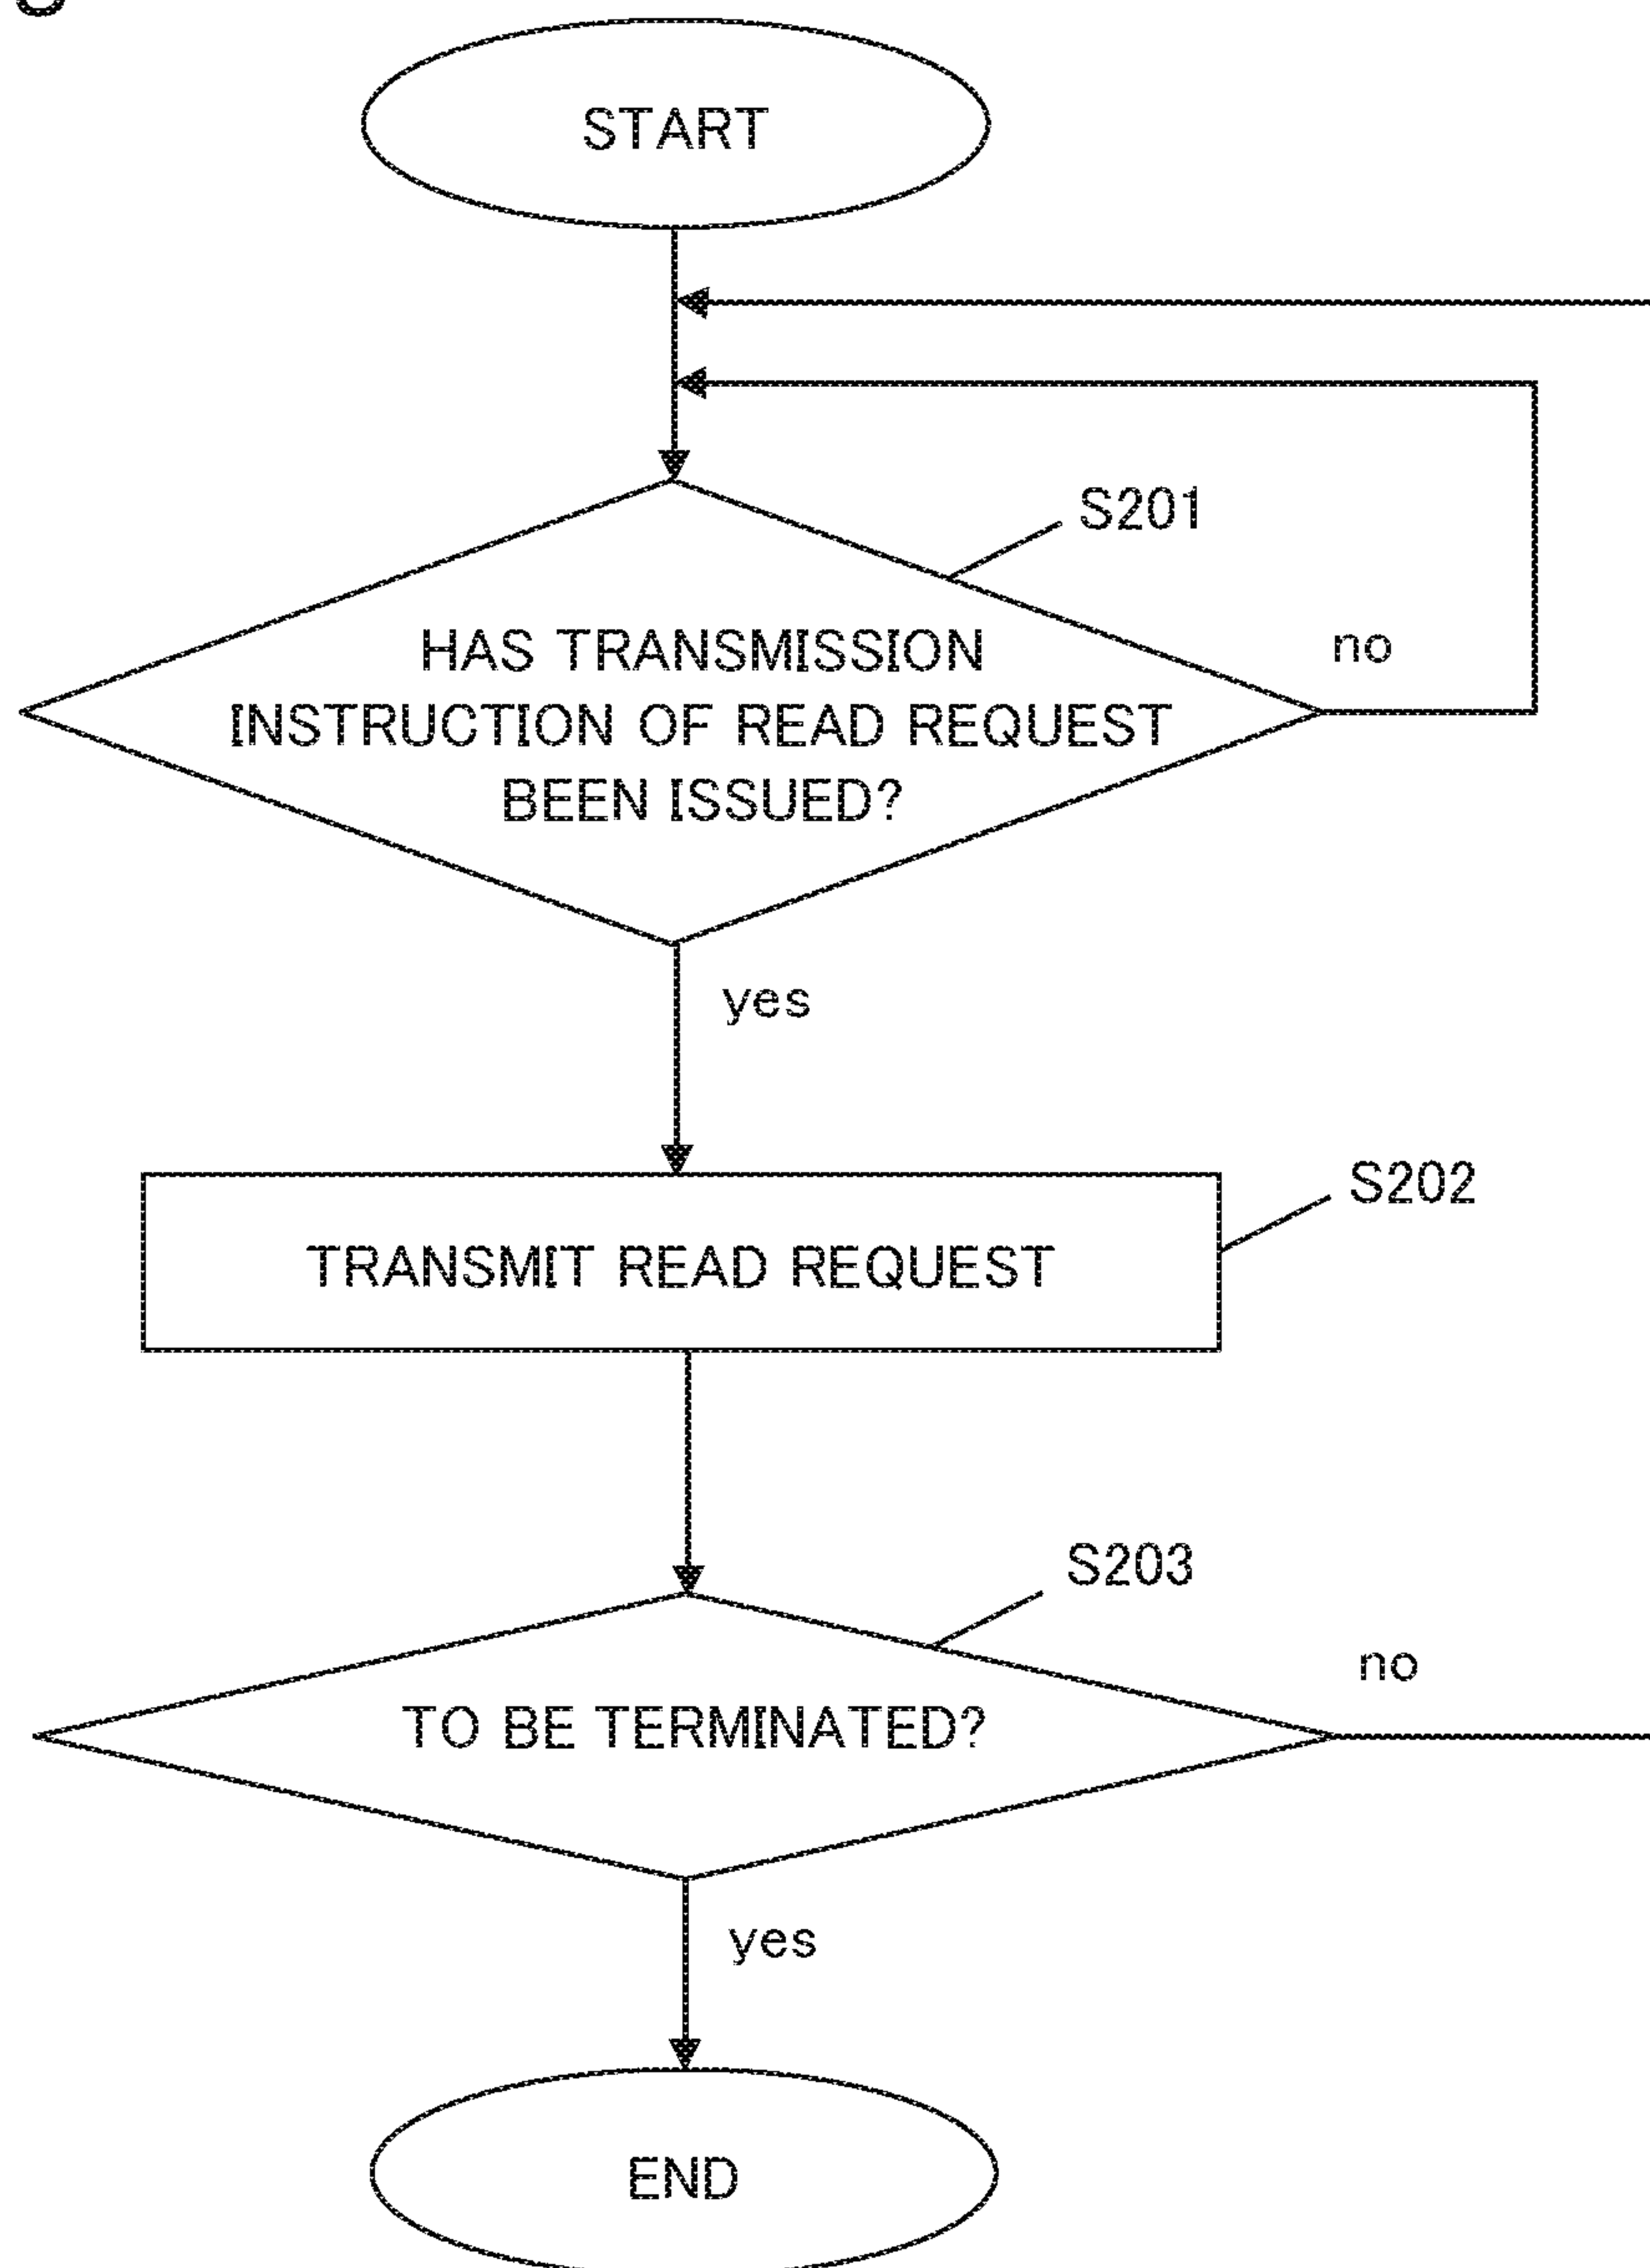 START
S201
HAS TRANSMISSION
INSTRUCTION OF READ REQUEST
BEEN ISSUED?
no
yes
S202
TRANSMIT READ REQUEST
S203
TO BE TERMINATED?
no
yes
END